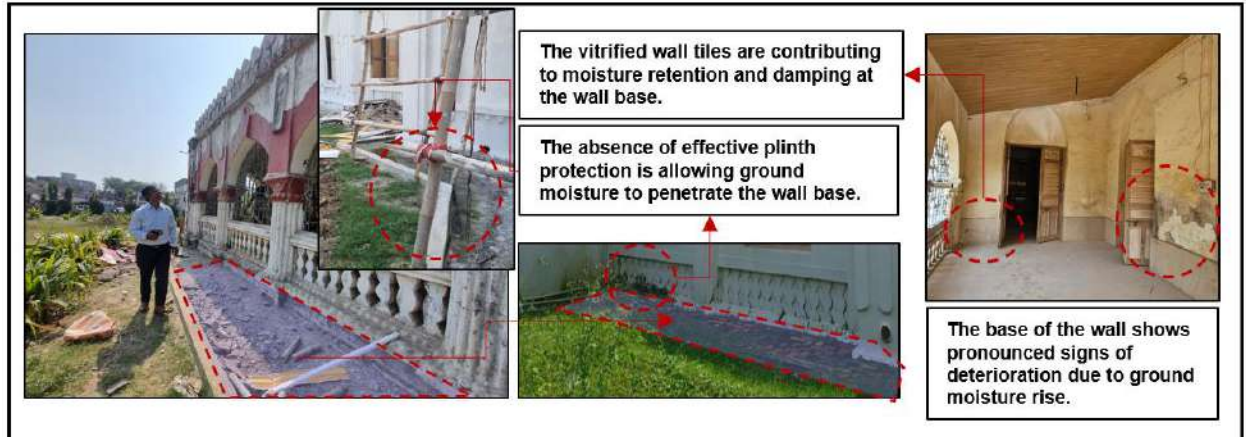 The vitrified wall tiles are contributing
to moisture retention and damping at
the wall base.
The absence of effective plinth
protection is allowing ground
moisture to penetrate the wall base.
The base of the wall shows
pronounced signs of
deterioration due to ground
moisture rise.